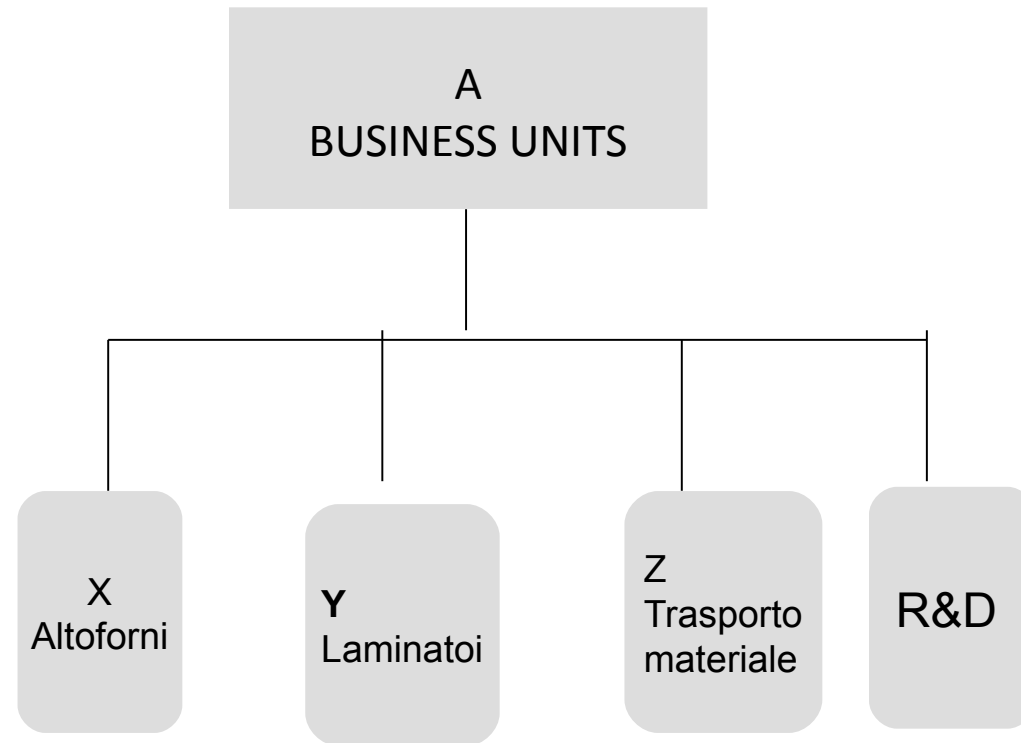 A
BUSINESS UNITS
X
Altoforni
Y
Laminatoi
Z
Trasporto
materiale
R&D